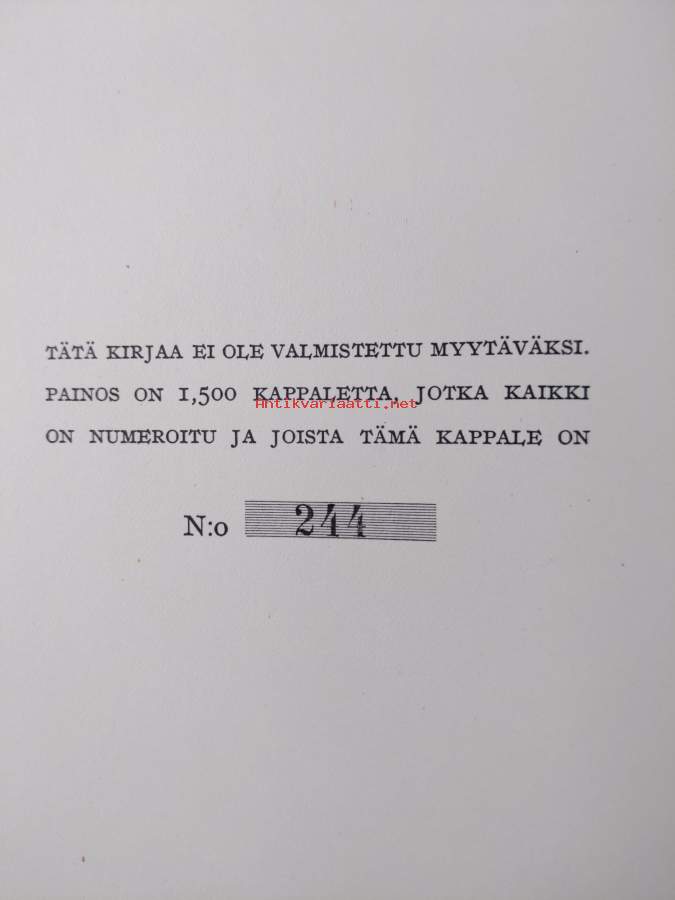 TÄTÄ KIRJAA EI OLE VALMISTETTU MYYTÄVÄKSI.
PAINOS ON 1,500 KAPPALETTA, JOTKA KAIKKI
Antikvariaatti.net
ON NUMEROITU JA JOISTA TÄMÄ KAPPALE ON
N:o 244